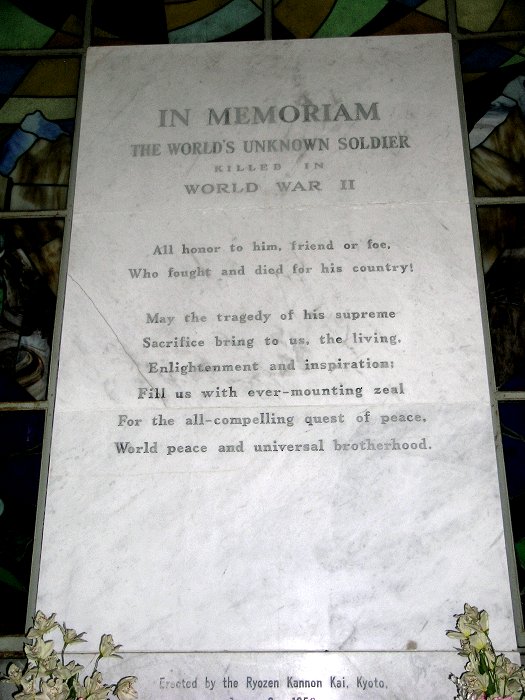 IN MEMORIAM
THE WORLD'S UNKNOWN SOLDIER
KILLED IN
WORLD WAR II
All honor to him, friend or foe,
Who fought and died for his country!
May the tragedy of his supreme
Sacrifice bring to us, the living,
Enlightenment and inspiration;
Fill us with ever-mounting zeal
For the all-compelling quest of peace,
World peace and universal brotherhood.
Erected by the Ryozen Kannon Kai, Kyoto,